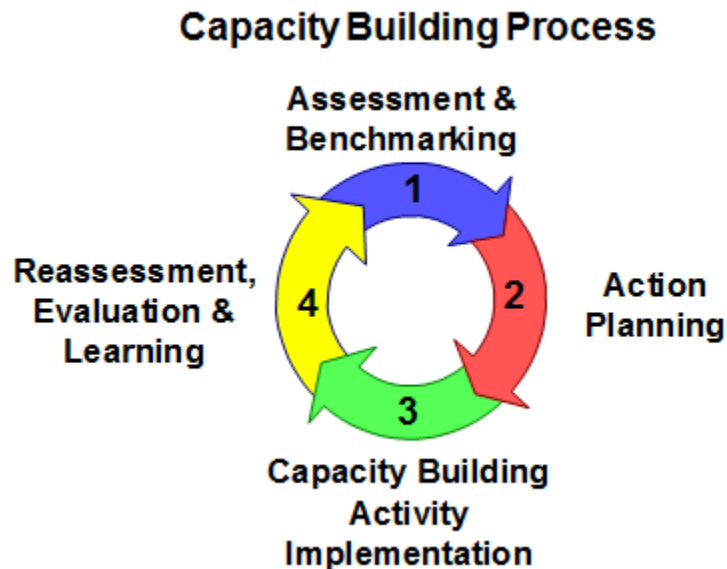 Capacity Building Process
Assessment &
Benchmarking
1
2
Action
Planning
3
Capacity Building
Activity
Implementation
4
Reassessment,
Evaluation &
Learning